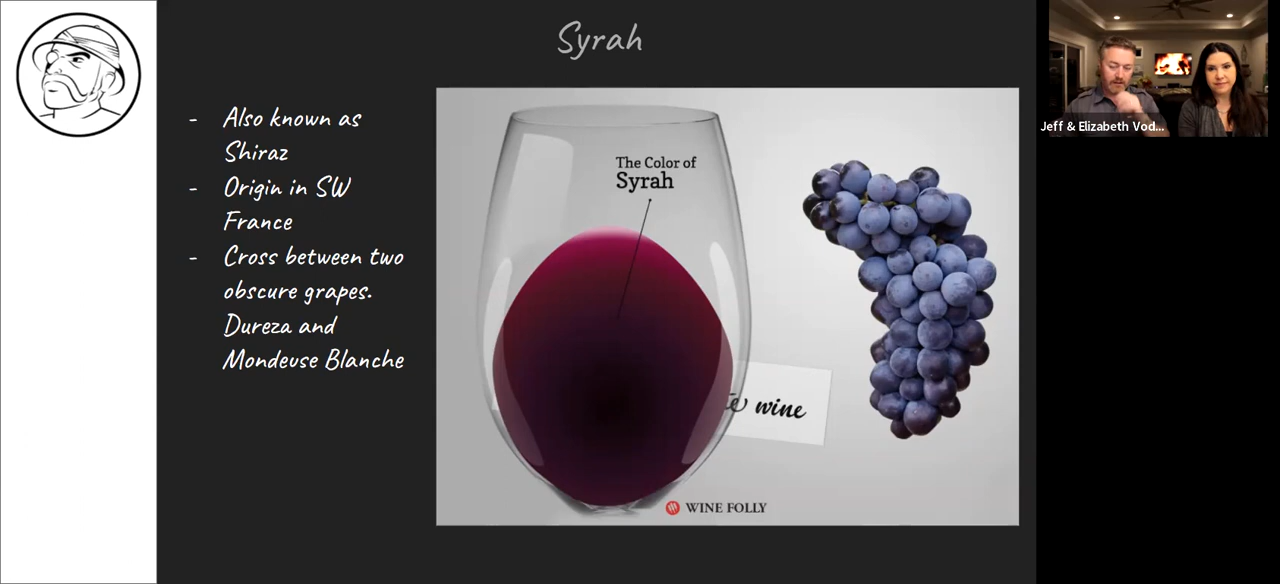 Syrah
- Also known as
Shiraz
- Origin in SW
France
- Cross between two
obscure grapes.
Dureza and
Mondeuse Blanche
The Color of
Syrah
wine
WINE FOLLY
Jeff & Elizabeth Vod...